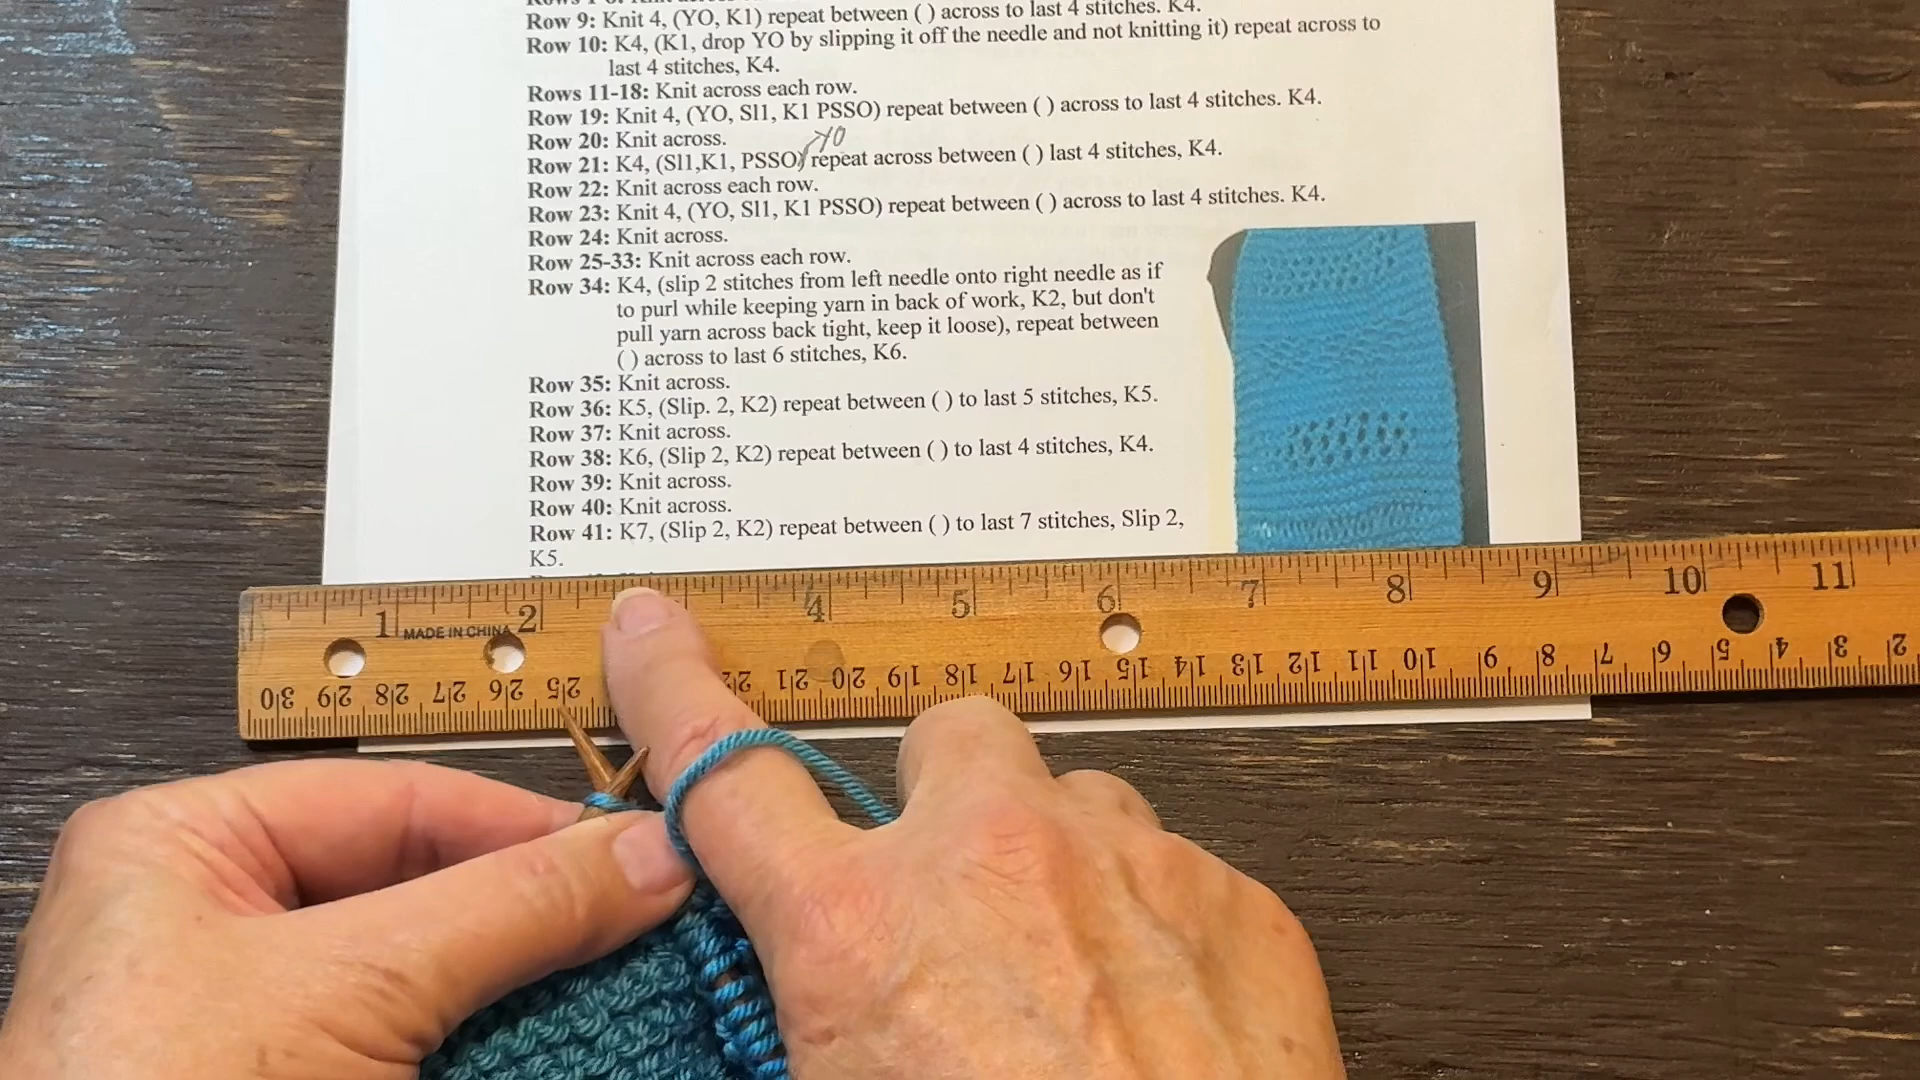 Row 9: Knit 4, (YO, K1) repeat between ( ) across to last 4 stitches. K4.
Row 10: K4, (K1, drop YO by slipping it off the needle and not knitting it) repeat across to
last 4 stitches, K4.
Rows 11-18: Knit across each row.
Row 19: Knit 4, (YO, Sl1, K1 PSSO) repeat between ( ) across to last 4 stitches. K4.
Row 20: Knit across.
YO
Row 21: K4, (Sl1,K1, PSSO) repeat across between ( ) last 4 stitches, K4.
Row 22: Knit across each row.
Row 23: Knit 4, (YO, Sl1, K1 PSSO) repeat between ( ) across to last 4 stitches. K4.
Row 24: Knit across.
Row 25-33: Knit across each row.
Row 34: K4, (slip 2 stitches from left needle onto right needle as if
to purl while keeping yarn in back of work, K2, but don't
pull yarn across back tight, keep it loose), repeat between
( ) across to last 6 stitches, K6.
Row 35: Knit across.
Row 36: K5, (Slip. 2, K2) repeat between ( ) to last 5 stitches, K5.
Row 37: Knit across.
Row 38: K6, (Slip 2, K2) repeat between ( ) to last 4 stitches, K4.
Row 39: Knit across.
Row 40: Knit across.
Row 41: K7, (Slip 2, K2) repeat between ( ) to last 7 stitches, Slip 2,
K5.
1 2 4 5 6 7 8 9 10 11
MADE IN CHINA
30 29 28 27 26 25 22 21 20 19 18 17 16 15 14 13 12 11 10 9 8 7 6 5 4 3 2